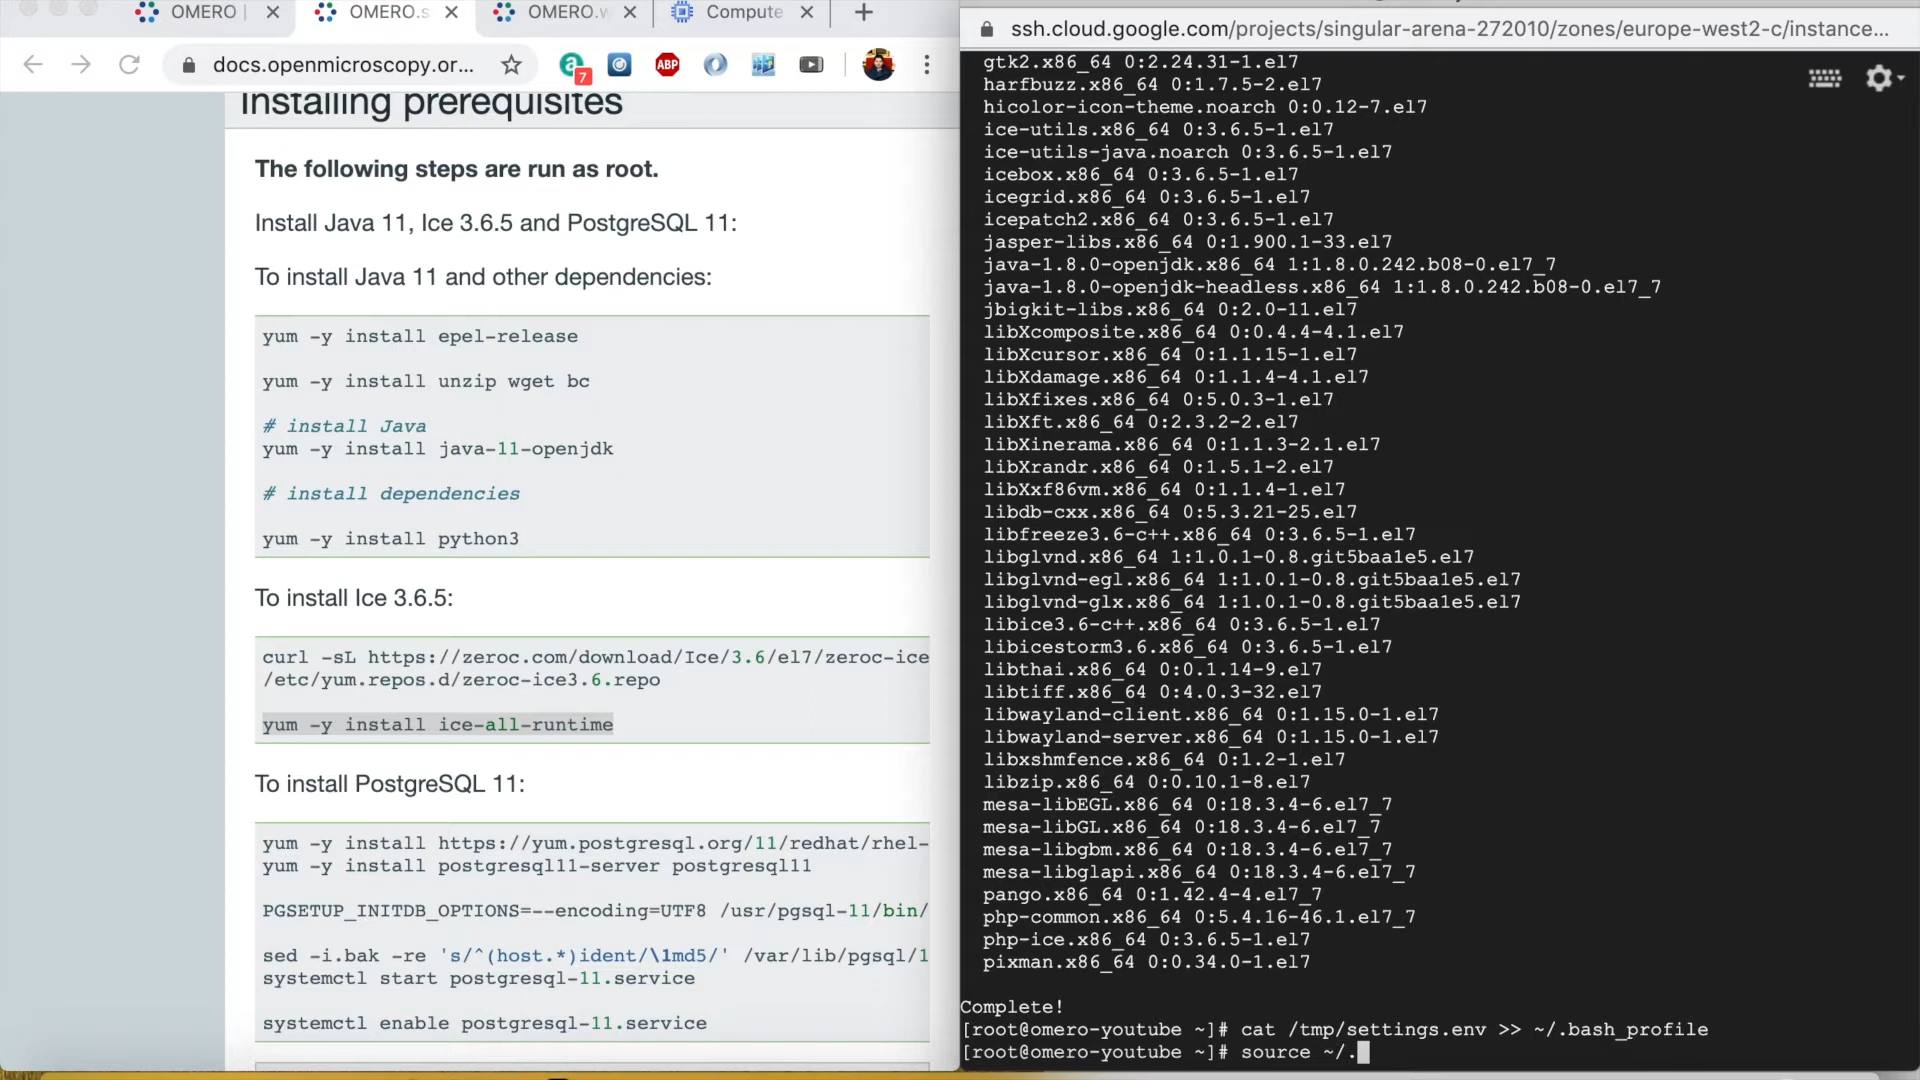 OMERO |
OMERO.s
OMERO.w
Compute
docs.openmicroscopy.or...
7
ABP
Installing prerequisites
The following steps are run as root.
Install Java 11, Ice 3.6.5 and PostgreSQL 11:
To install Java 11 and other dependencies:
yum -y install epel-release
yum -y install unzip wget bc
# install Java
yum -y install java-11-openjdk
# install dependencies
yum -y install python3
To install Ice 3.6.5:
curl -sL https://zeroc.com/download/Ice/3.6/el7/zeroc-ice
/etc/yum.repos.d/zeroc-ice3.6.repo
yum -y install ice-all-runtime
To install PostgreSQL 11:
yum -y install https://yum.postgresql.org/11/redhat/rhel-
yum -y install postgresql11-server postgresql11
PGSETUP_INITDB_OPTIONS=--encoding=UTF8 /usr/pgsql-11/bin/
sed -i.bak -re 's/^(host.*)ident/\1md5/' /var/lib/pgsql/1
systemctl start postgresql-11.service
systemctl enable postgresql-11.service
ssh.cloud.google.com/projects/singular-arena-272010/zones/europe-west2-c/instance...
gtk2.x86_64 0:2.24.31-1.el7
harfbuzz.x86_64 0:1.7.5-2.el7
hicolor-icon-theme.noarch 0:0.12-7.el7
ice-utils.x86_64 0:3.6.5-1.el7
ice-utils-java.noarch 0:3.6.5-1.el7
icebox.x86_64 0:3.6.5-1.el7
icegrid.x86_64 0:3.6.5-1.el7
icepatch2.x86_64 0:3.6.5-1.el7
jasper-libs.x86_64 0:1.900.1-33.el7
java-1.8.0-openjdk.x86_64 1:1.8.0.242.b08-0.el7_7
java-1.8.0-openjdk-headless.x86_64 1:1.8.0.242.b08-0.el7_7
jbigkit-libs.x86_64 0:2.0-11.el7
libXcomposite.x86_64 0:0.4.4-4.1.el7
libXcursor.x86_64 0:1.1.15-1.el7
libXdamage.x86_64 0:1.1.4-4.1.el7
libXfixes.x86_64 0:5.0.3-1.el7
libXft.x86_64 0:2.3.2-2.el7
libXinerama.x86_64 0:1.1.3-2.1.el7
libXrandr.x86_64 0:1.5.1-2.el7
libXxf86vm.x86_64 0:1.1.4-1.el7
libdb-cxx.x86_64 0:5.3.21-25.el7
libfreeze3.6-c++.x86_64 0:3.6.5-1.el7
libglvnd.x86_64 1:1.0.1-0.8.git5baa1e5.el7
libglvnd-egl.x86_64 1:1.0.1-0.8.git5baa1e5.el7
libglvnd-glx.x86_64 1:1.0.1-0.8.git5baa1e5.el7
libice3.6-c++.x86_64 0:3.6.5-1.el7
libicestorm3.6.x86_64 0:3.6.5-1.el7
libthai.x86_64 0:0.1.14-9.el7
libtiff.x86_64 0:4.0.3-32.el7
libwayland-client.x86_64 0:1.15.0-1.el7
libwayland-server.x86_64 0:1.15.0-1.el7
libxshmfence.x86_64 0:1.2-1.el7
libzip.x86_64 0:0.10.1-8.el7
mesa-libEGL.x86_64 0:18.3.4-6.el7_7
mesa-libGL.x86_64 0:18.3.4-6.el7_7
mesa-libgbm.x86_64 0:18.3.4-6.el7_7
mesa-libglapi.x86_64 0:18.3.4-6.el7_7
pango.x86_64 0:1.42.4-4.el7_7
php-common.x86_64 0:5.4.16-46.1.el7_7
php-ice.x86_64 0:3.6.5-1.el7
pixman.x86_64 0:0.34.0-1.el7
Complete!
[root@omero-youtube ~]# cat /tmp/settings.env >> ~/.bash_profile
[root@omero-youtube ~]# source ~/.